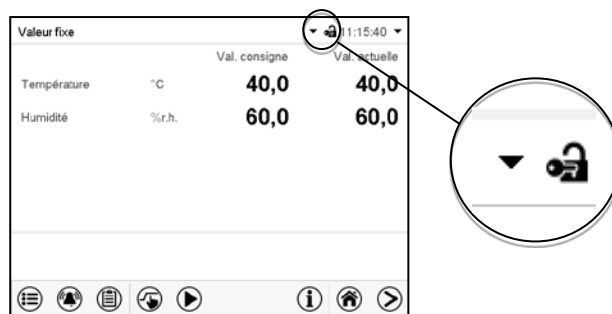 Valeur fixe 11:15:40
Val. consigne Val. actuelle
Température °C 40,0 40,0
Humidité %r.h. 60,0 60,0